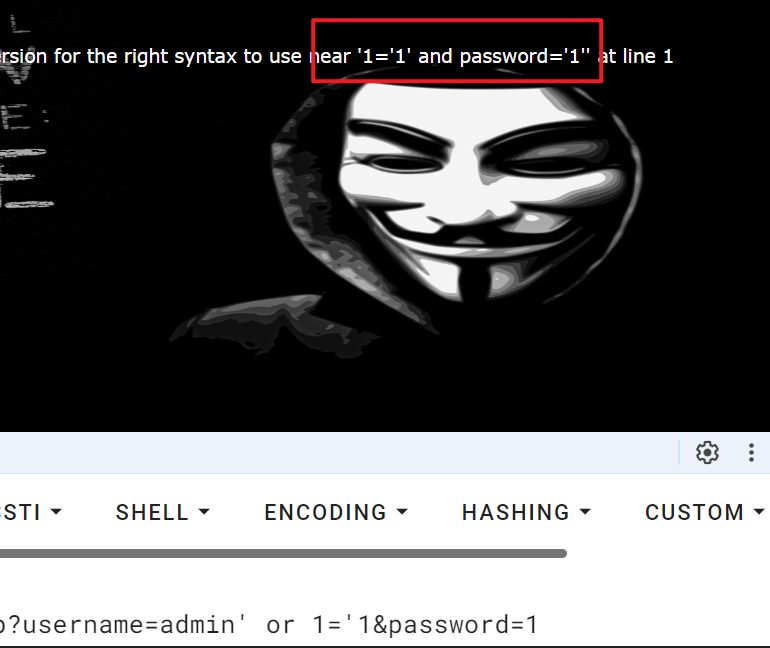 rsion for the right syntax to use near '1='1' and password='1'' at line 1
STI
SHELL
ENCODING
HASHING
CUSTOM
?username=admin' or 1='1&password=1